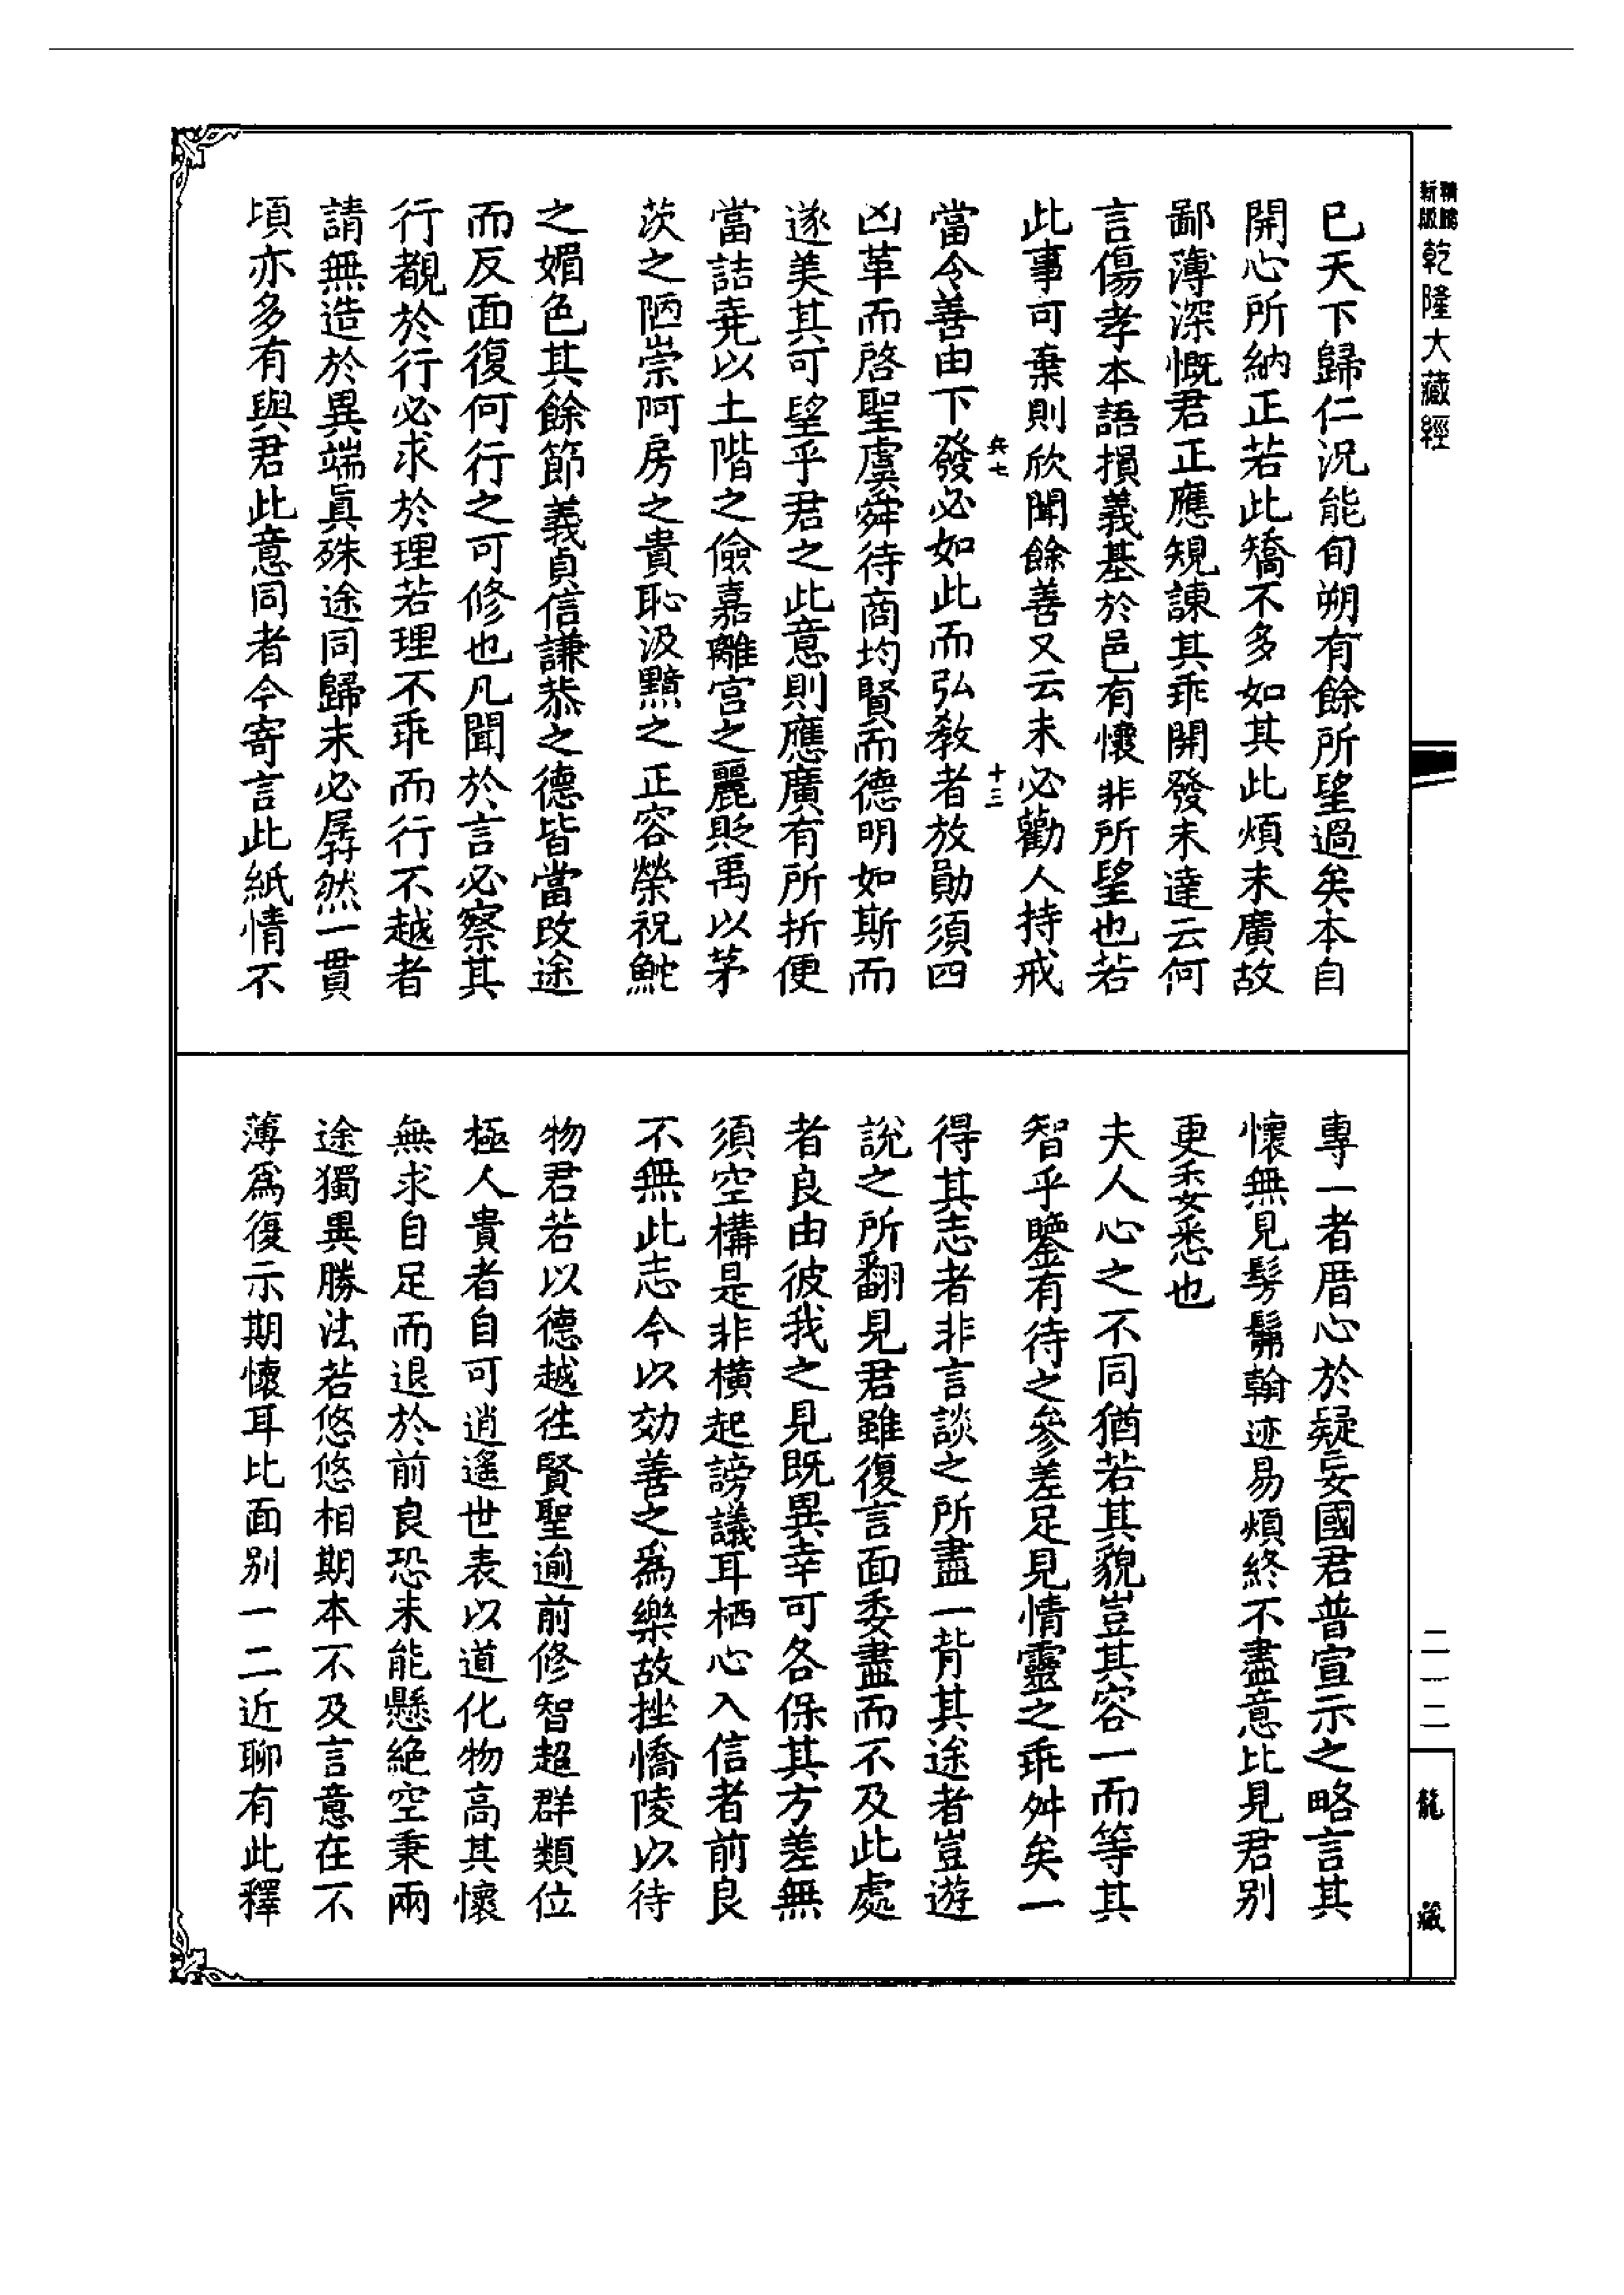 精鵰新版乾隆大藏經
已天下歸仁況能旬朔有餘所望過矣本自
開心所納正若此矯不多如其此煩未廣故
鄙薄深慨君正應規諫其乖開發未達云何
言傷孝本語損義基於邑有懷非所望也若
此事可棄則欣聞餘善又云未必勸人持戒
兵七 十三
當令善由下發必如此而弘教者放勛須四
凶革而啓聖虞舜待商均賢而德明如斯而
遂美其可望乎君之此意則應廣有所折便
當詰堯以土階之儉嘉離宮之麗貶禹以茅
茨之陋崇阿房之貴恥汲黯之正容榮祝鮀
之媚色其餘節義貞信謙恭之德皆當改途
而反面復何行之可修也凡聞於言必察其
行覩於行必求於理若理不乖而行不越者
請無造於異端真殊途同歸未必孱然一貫
頃亦多有與君此意同者今寄言此紙情不
專一者厝心於疑妄國君普宣示之略言其
懷無見髣髴翰迹易煩終不盡意比見君別
更委悉也
夫人心之不同猶若其貌豈其容一而等其
智乎鑒有待之參差足見情靈之乖舛矣一
得其志者非言談之所盡一背其途者豈遊
說之所翻見君雖復言面委盡而不及此處
者良由彼我之見既異幸可各保其方差無
須空構是非橫起謗議耳栖心入信者前良
不無此志今以効善之為樂故挫憍陵以待
物君若以德越往賢聖逾前修智超群類位
極人貴者自可逍遙世表以道化物高其懷
無求自足而退於前良恐未能懸絕空秉兩
途獨異勝法若悠悠相期本不及言意在不
薄為復示期懷耳比面別一二近聊有此釋
二一二
龍藏